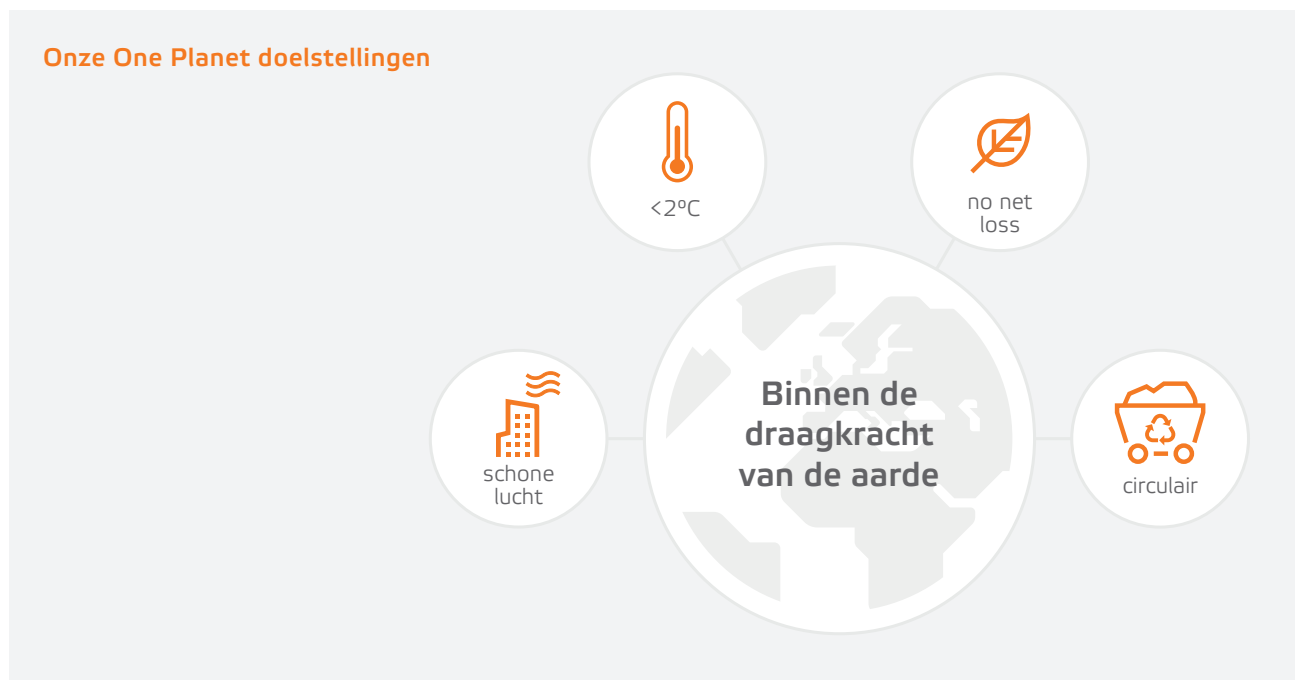 Onze One Planet doelstellingen
<2ºC
no net
loss
Binnen de
draagkracht
van de aarde
schone
lucht
circulair